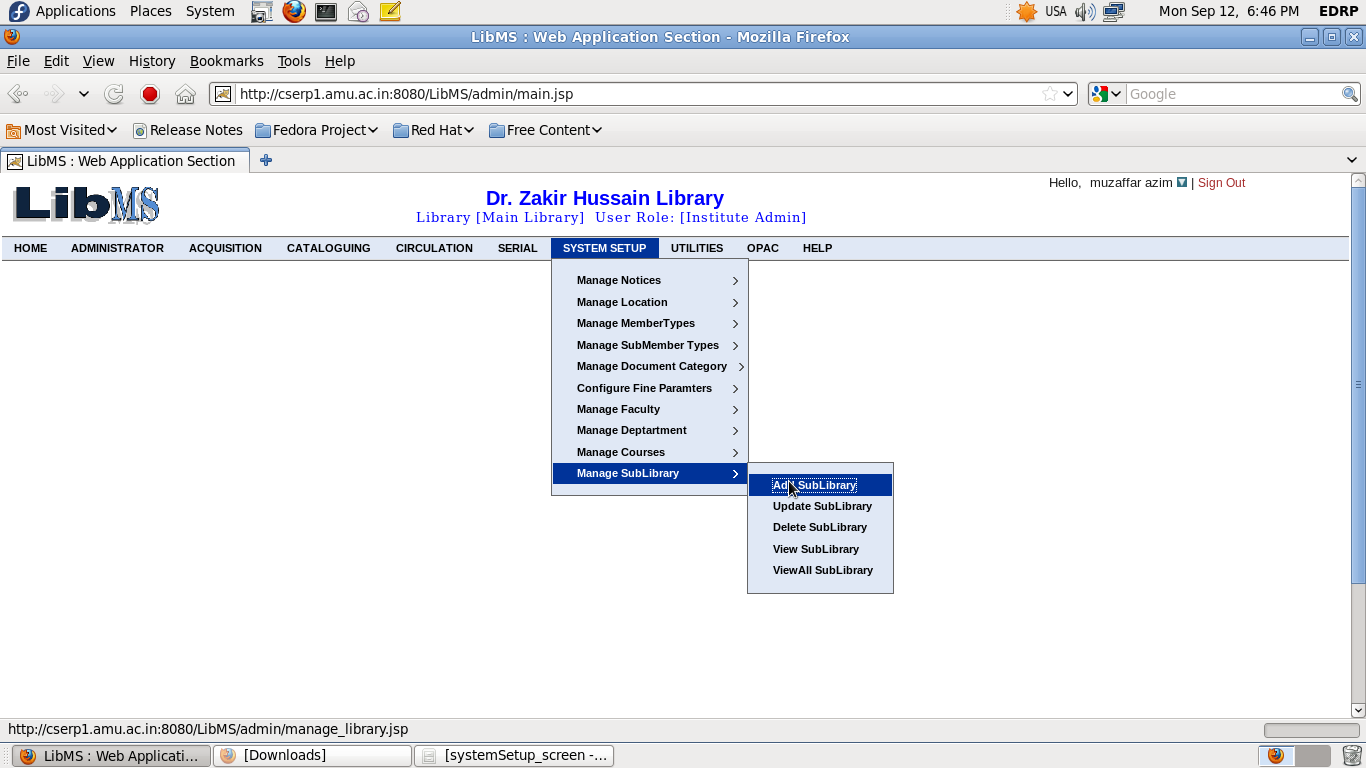 Applications Places System USA Mon Sep 12, 6:46 PM EDRP
LibMS : Web Application Section - Mozilla Firefox
File Edit View History Bookmarks Tools Help
http://cserp1.amu.ac.in:8080/LibMS/admin/main.jsp Google
Most Visited Release Notes Fedora Project Red Hat Free Content
LibMS : Web Application Section
Hello, muzaffar azim | Sign Out
LibMS
Dr. Zakir Hussain Library
Library [Main Library] User Role: [Institute Admin]
HOME ADMINISTRATOR ACQUISITION CATALOGUING CIRCULATION SERIAL SYSTEM SETUP UTILITIES OPAC HELP
Manage Notices
Manage Location
Manage MemberTypes
Manage SubMember Types
Manage Document Category
Configure Fine Paramters
Manage Faculty
Manage Deptartment
Manage Courses
Manage SubLibrary
Add SubLibrary
Update SubLibrary
Delete SubLibrary
View SubLibrary
ViewAll SubLibrary
http://cserp1.amu.ac.in:8080/LibMS/admin/manage_library.jsp
LibMS : Web Applicati... [Downloads] [systemSetup_screen -...